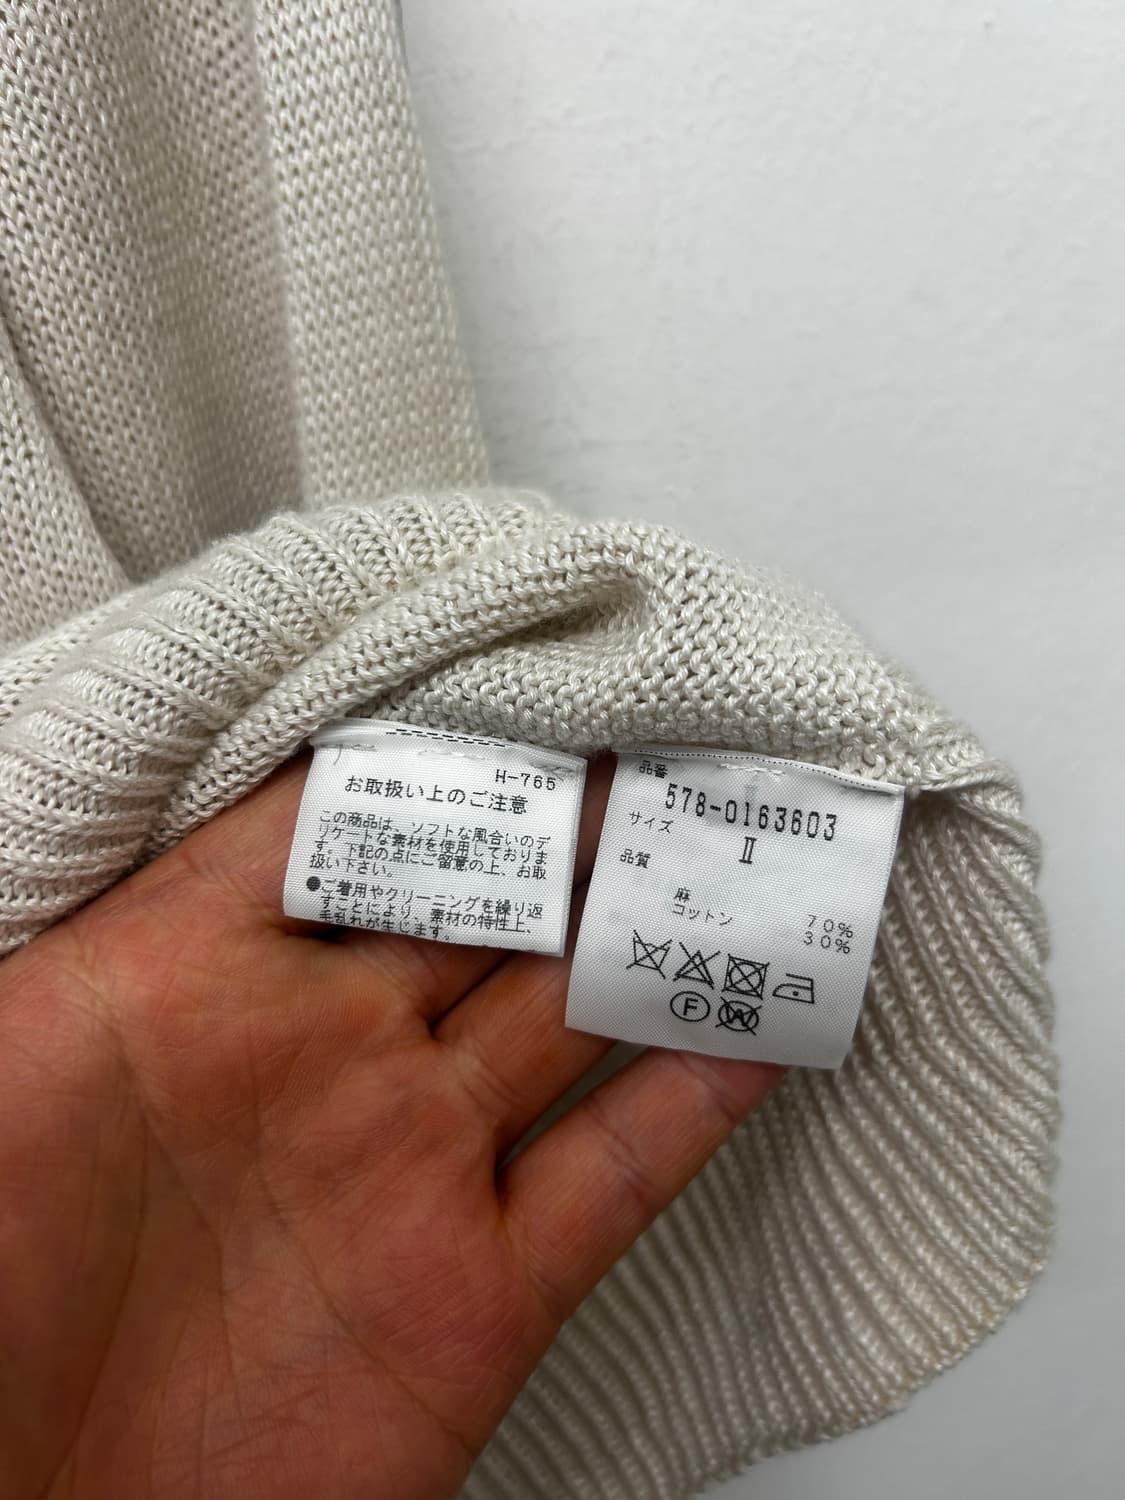 H-765
お取扱い上のご注意
この商品は、ソフトな風合いのデ
リケートな素材を使用しておりま
す。下記の点にご留意の上、お取
扱い下さい。
●ご着用やクリーニングを繰り返
すことにより、素材の特性上、
毛乱れが生じます。
品番
578-0163603
サイズ
II
品質
麻 70%
コットン 30%
F
W